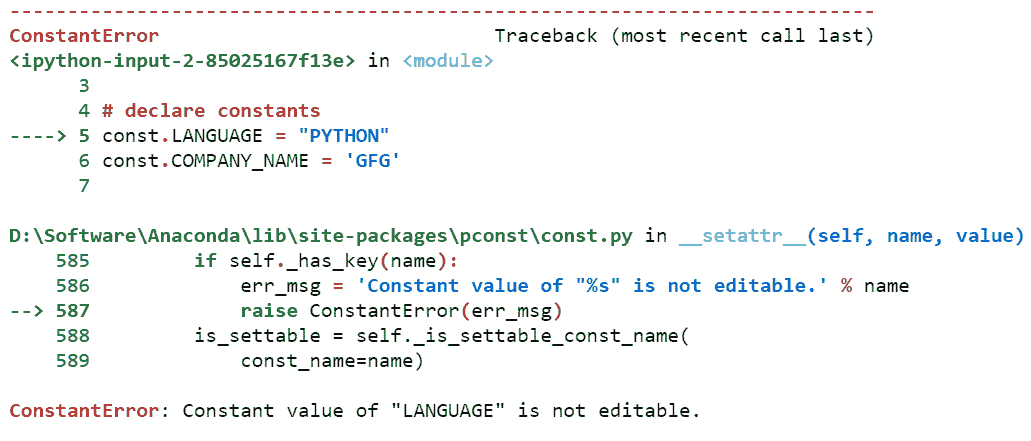 ---------------------------------------------------------------------------
ConstantError                             Traceback (most recent call last)
<ipython-input-2-85025167f13e> in <module>
      3
      4 # declare constants
----> 5 const.LANGUAGE = "PYTHON"
      6 const.COMPANY_NAME = 'GFG'
      7

D:\Software\Anaconda\lib\site-packages\pconst\const.py in __setattr__(self, name, value)
    585         if self._has_key(name):
    586             err_msg = 'Constant value of "%s" is not editable.' % name
--> 587             raise ConstantError(err_msg)
    588         is_settable = self._is_settable_const_name(
    589             const_name=name)

ConstantError: Constant value of "LANGUAGE" is not editable.